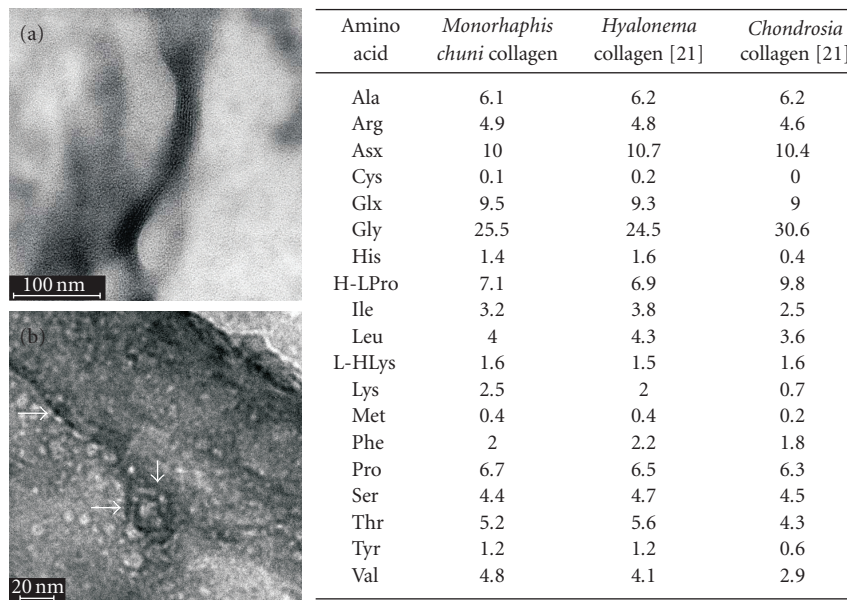 (a)
100 nm
(b)
20 nm
Amino Monorhaphis Hyalonema Chondrosia
acid chuni collagen collagen [21] collagen [21]
Ala 6.1 6.2 6.2
Arg 4.9 4.8 4.6
Asx 10 10.7 10.4
Cys 0.1 0.2 0
Glx 9.5 9.3 9
Gly 25.5 24.5 30.6
His 1.4 1.6 0.4
H-LPro 7.1 6.9 9.8
Ile 3.2 3.8 2.5
Leu 4 4.3 3.6
L-HLys 1.6 1.5 1.6
Lys 2.5 2 0.7
Met 0.4 0.4 0.2
Phe 2 2.2 1.8
Pro 6.7 6.5 6.3
Ser 4.4 4.7 4.5
Thr 5.2 5.6 4.3
Tyr 1.2 1.2 0.6
Val 4.8 4.1 2.9